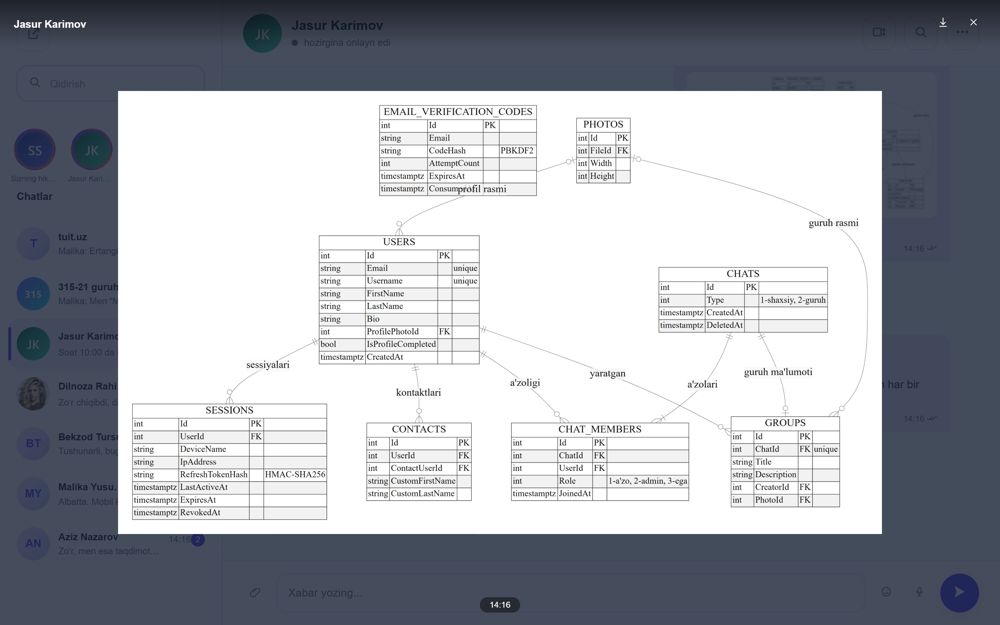 Jasur Karimov
JK
Jasur Karimov
hozirgina onlayn edi
Qidirish
SS
JK
Sizning hik...
Jasur Kari...
Chatlar
T
tuit.uz
Malika: Ertangi
315
315-21 guruh
Malika: Men “M
JK
Jasur Karimo
Soat 10:00 da
Dilnoza Rahi.
Zo‘r chiqibdi, d
BT
Bekzod Tursu
Tushunarli, bug
MY
Malika Yusu.
Albatta. Mobil
AN
Aziz Nazarov
14:16
2
Zo‘r, men esa taqdimot...
EMAIL_VERIFICATION_CODES
int Id PK
string Email
string CodeHash PBKDF2
int AttemptCount
timestamptz ExpiresAt
timestamptz
profil rasmi
PHOTOS
int Id PK
int FileId FK
int Width
int Height
guruh rasmi
USERS
int Id PK
string Email unique
string Username unique
string FirstName
string LastName
string Bio
int ProfilePhotoId FK
bool IsProfileCompleted
timestamptz CreatedAt
CHATS
int Id PK
int Type 1-shaxsiy, 2-guruh
timestamptz CreatedAt
timestamptz DeletedAt
sessiyalari
kontaktlari
a'zoligi
yaratgan
a'zolari
guruh ma'lumoti
SESSIONS
int Id PK
int UserId FK
string DeviceName
string IpAddress
string RefreshTokenHash HMAC-SHA256
timestamptz LastActiveAt
timestamptz ExpiresAt
timestamptz RevokedAt
CONTACTS
int Id PK
int UserId FK
int ContactUserId FK
string CustomFirstName
string CustomLastName
CHAT_MEMBERS
int Id PK
int ChatId FK
int UserId FK
int Role 1-a'zo, 2-admin, 3-ega
timestamptz JoinedAt
GROUPS
int Id PK
int ChatId FK unique
string Title
string Description
int CreatorId FK
int PhotoId FK
14:16
har bir
14:16
Xabar yozing...
14:16